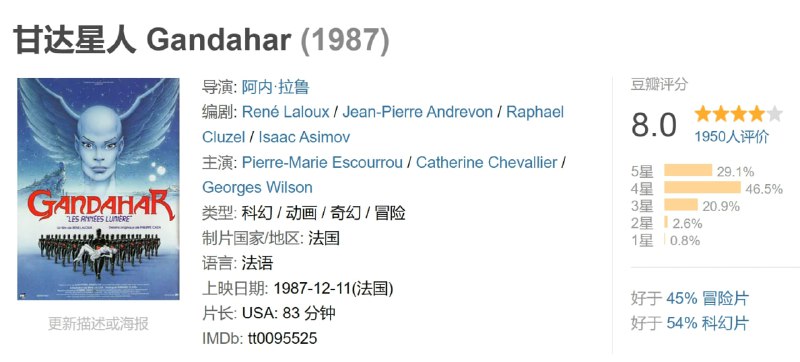 甘达星人 Gandahar (1987)
GANDAHAR
"LES ANNÉES LUMIÈRE"
更新描述或海报
导演: 阿内·拉鲁
编剧: René Laloux / Jean-Pierre Andrevon / Raphael
Cluzel / Isaac Asimov
主演: Pierre-Marie Escourrou / Catherine Chevallier /
Georges Wilson
类型: 科幻 / 动画 / 奇幻 / 冒险
制片国家/地区: 法国
语言: 法语
上映日期: 1987-12-11(法国)
片长: USA: 83 分钟
IMDb: tt0095525
豆瓣评分
8.0
1950人评价
5星 29.1%
4星 46.5%
3星 20.9%
2星 2.6%
1星 0.8%
好于 45% 冒险片
好于 54% 科幻片